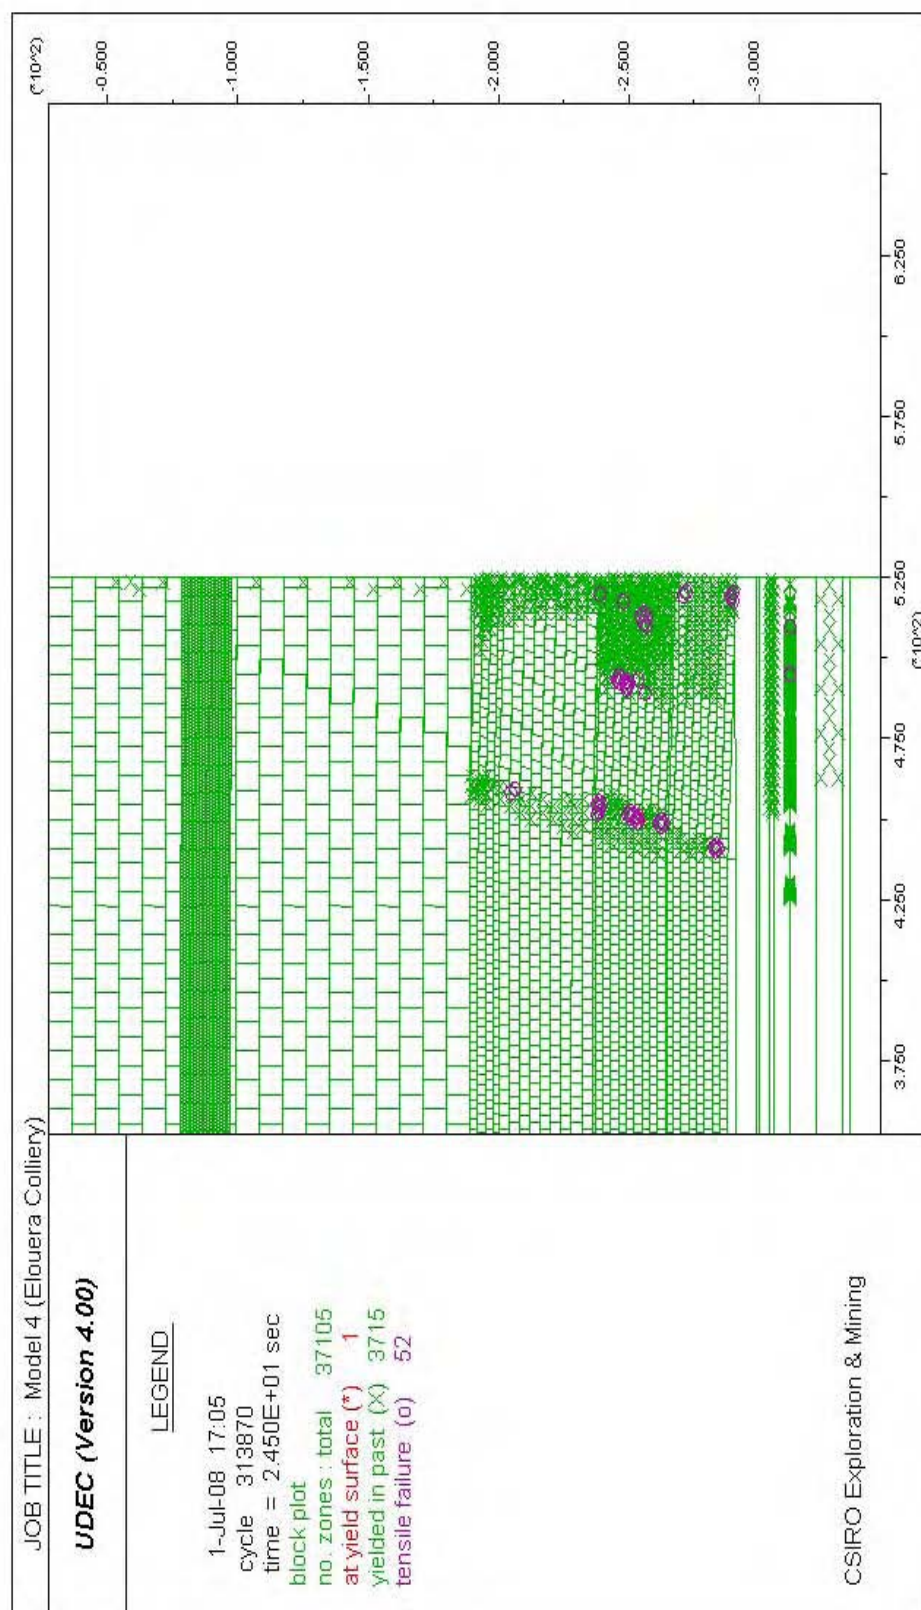 JOB TITLE : Model 4 (Elouera Colliery)
UDEC (Version 4.00)
LEGEND
1-Jul-08 17:05
cycle 313870
time = 2.450E+01 sec
block plot
no. zones : total 37105
at yield surface (*) 1
yielded in past (X) 3715
tensile failure (o) 52
CSIRO Exploration & Mining
(*10^2)
-0.500
-1.000
-1.500
-2.000
-2.500
-3.000
3.750
4.250
4.750
5.250
5.750
6.250
(*10^2)